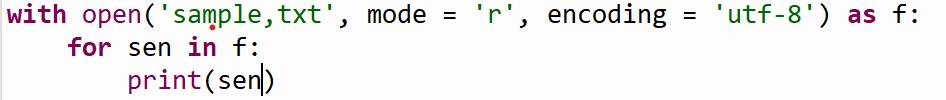 with open('sample,txt', mode = 'r', encoding = 'utf-8') as f:
    for sen in f:
        print(sen)